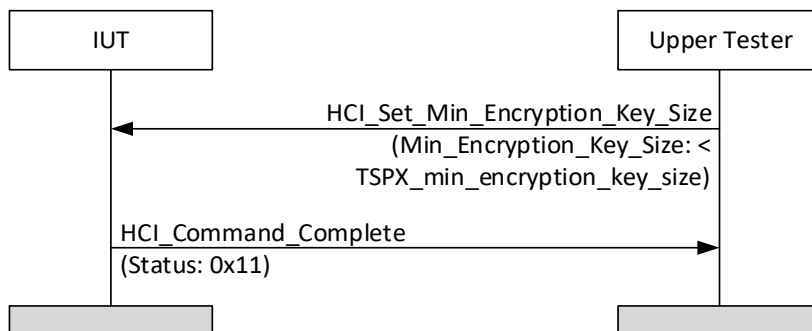 IUT
Upper Tester
HCI_Set_Min_Encryption_Key_Size
(Min_Encryption_Key_Size: <
TSPX_min_encryption_key_size)
HCI_Command_Complete
(Status: 0x11)